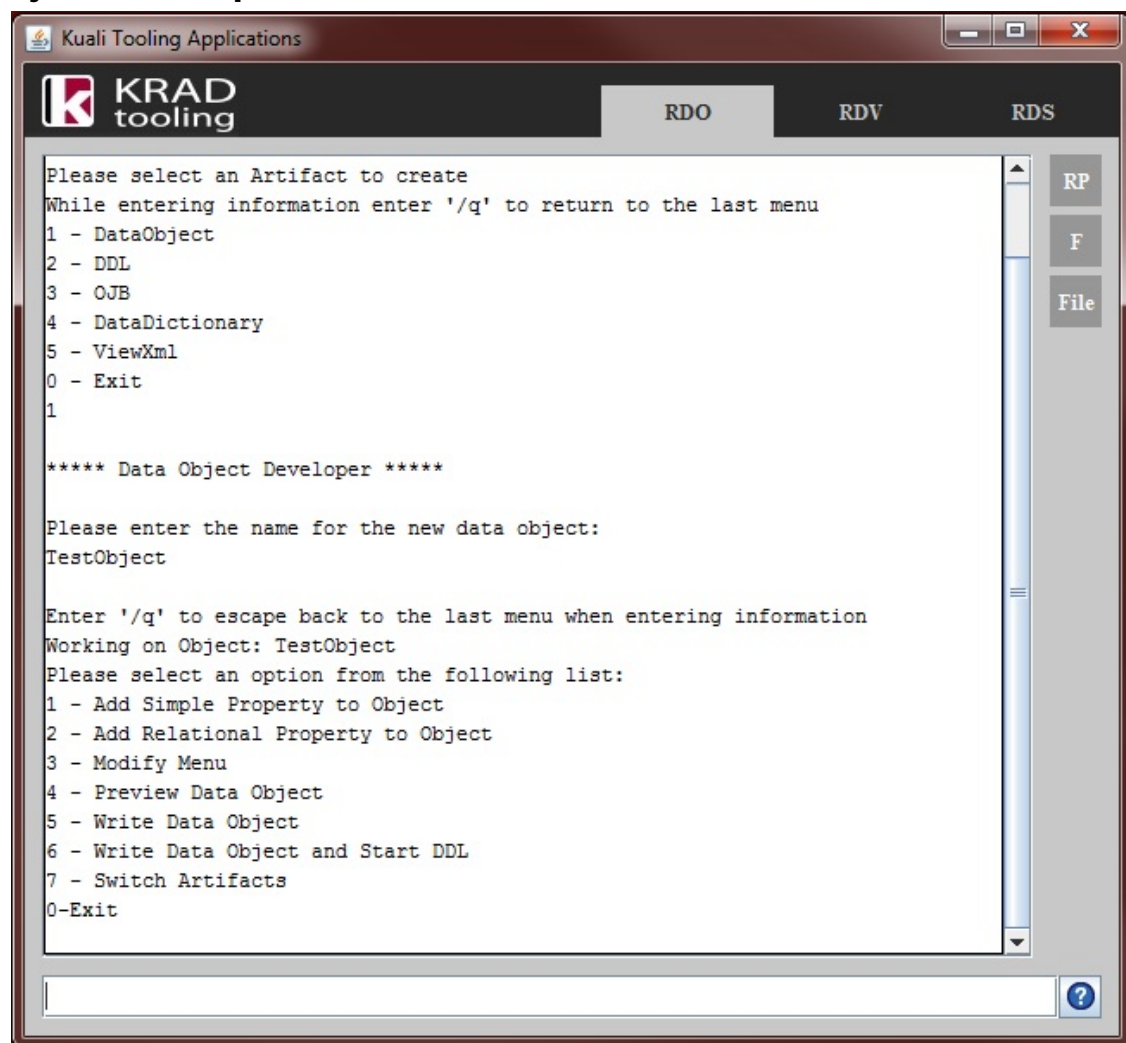 Kuali Tooling Applications
KRAD
tooling
RDO
RDV
RDS
Please select an Artifact to create
While entering information enter '/q' to return to the last menu
1 - DataObject
2 - DDL
3 - OJB
4 - DataDictionary
5 - ViewXml
0 - Exit
1
***** Data Object Developer *****
Please enter the name for the new data object:
TestObject
Enter '/q' to escape back to the last menu when entering information
Working on Object: TestObject
Please select an option from the following list:
1 - Add Simple Property to Object
2 - Add Relational Property to Object
3 - Modify Menu
4 - Preview Data Object
5 - Write Data Object
6 - Write Data Object and Start DDL
7 - Switch Artifacts
0-Exit
RP
F
File
?